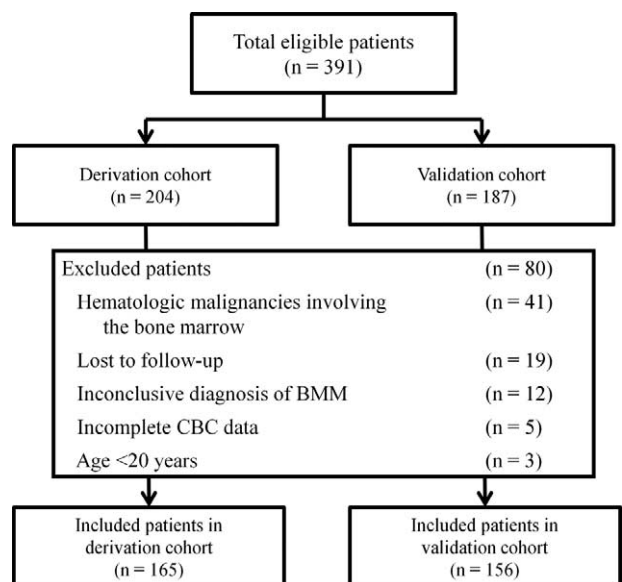 Total eligible patients
(n = 391)
Derivation cohort
(n = 204)
Validation cohort
(n = 187)
Excluded patients (n = 80)
Hematologic malignancies involving (n = 41)
the bone marrow
Lost to follow-up (n = 19)
Inconclusive diagnosis of BMM (n = 12)
Incomplete CBC data (n = 5)
Age <20 years (n = 3)
Included patients in
derivation cohort
(n = 165)
Included patients in
validation cohort
(n = 156)